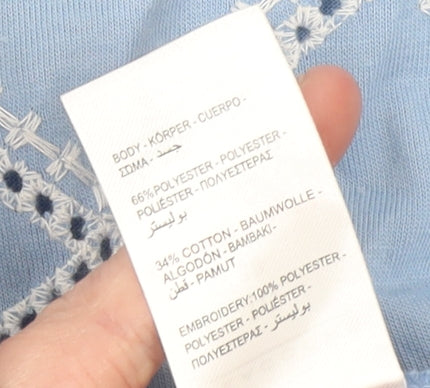 BODY - KÖRPER - CUERPO -
ΣΩΜΑ - جسد
66% POLYESTER - POLYESTER -
POLIÉSTER - ΠΟΛΥΕΣΤΕΡΑΣ
بوليستر
34% COTTON - BAUMWOLLE -
ALGODÓN - BAMBAKI -
قطن - PAMUT
EMBROIDERY:100% POLYESTER -
POLYESTER - POLIÉSTER -
ΠΟΛΥΕΣΤΕΡΑΣ - بوليستر